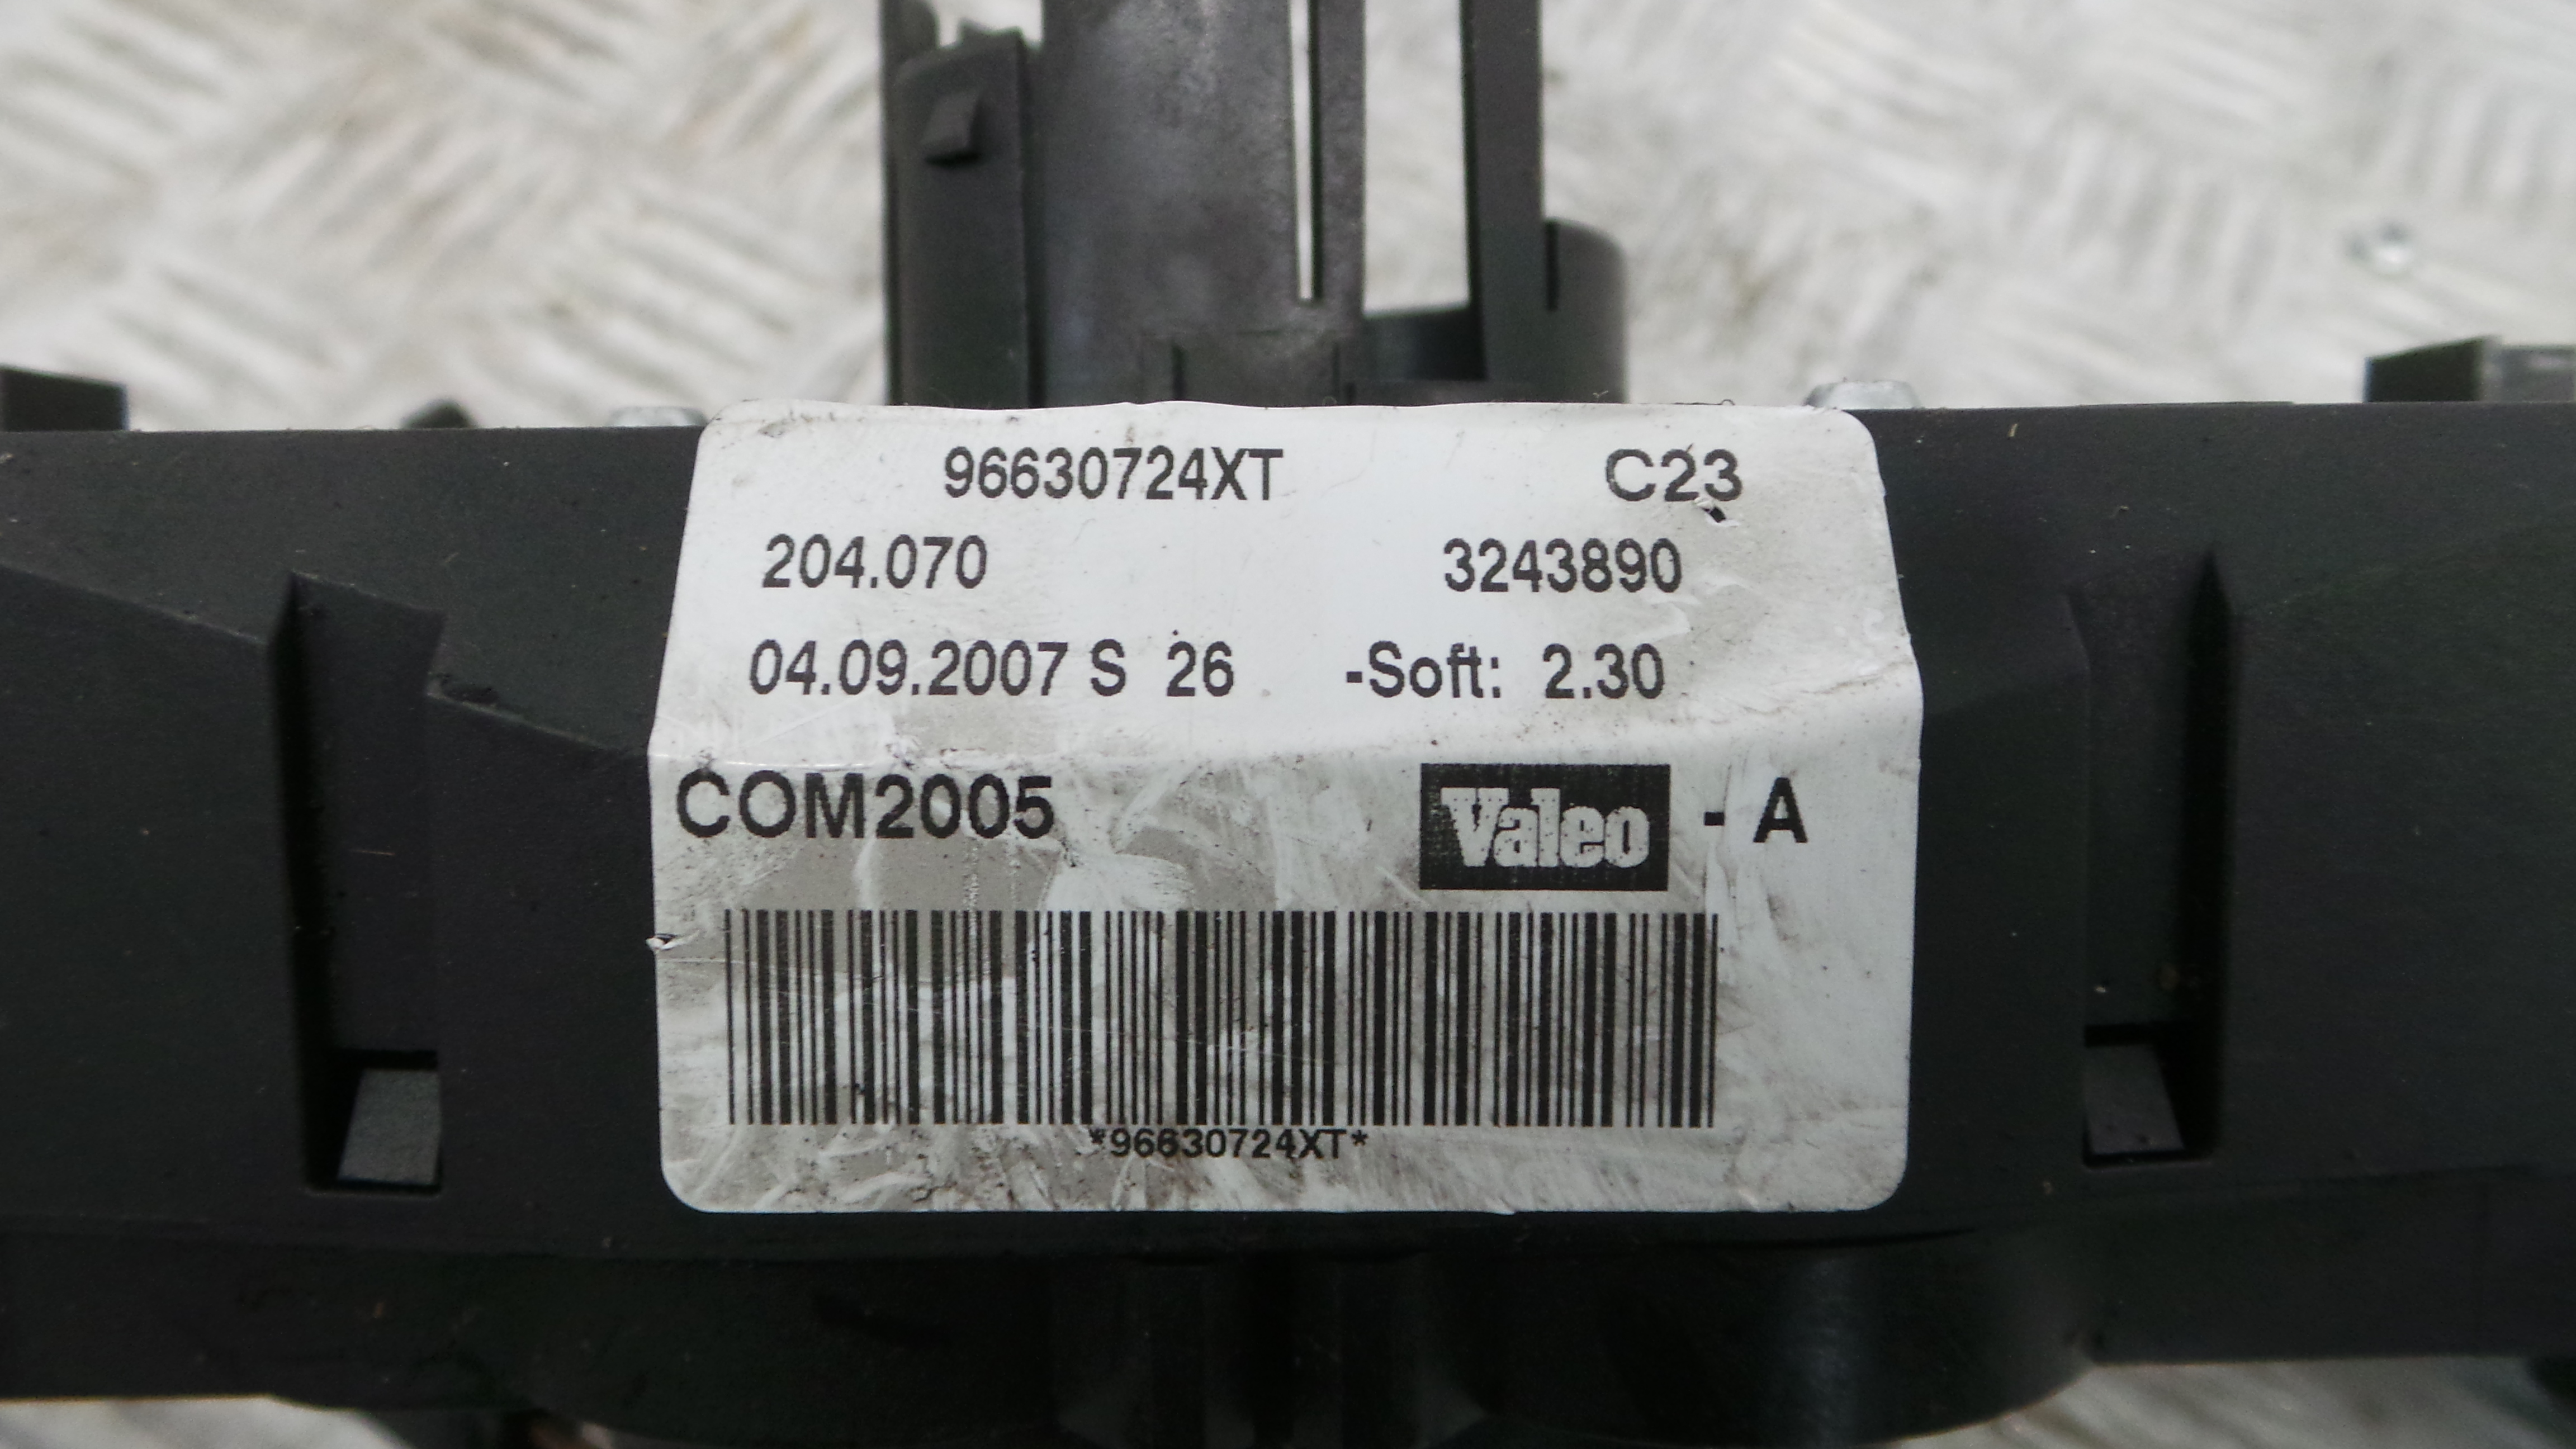 96630724XT C23
204.070 3243890
04.09.2007 S 26 -Soft: 2.30
COM2005 Valeo - A
*96630724XT*